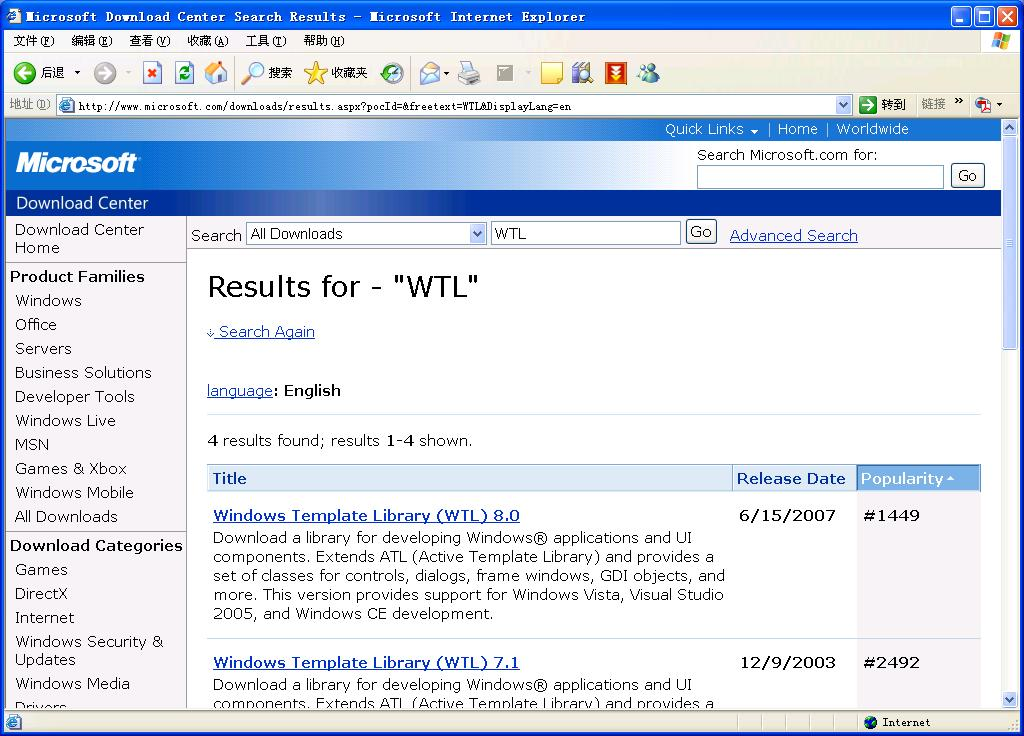 Microsoft Download Center Search Results - Microsoft Internet Explorer
文件(F) 编辑(E) 查看(V) 收藏(A) 工具(T) 帮助(H)
后退 搜索 收藏夹
地址(D) http://www.microsoft.com/downloads/results.aspx?pocId=&freetext=WTL&DisplayLang=en 转到 链接 »
Quick Links | Home | Worldwide
Microsoft
Search Microsoft.com for:
Go
Download Center
Download Center
Home
Product Families
Windows
Office
Servers
Business Solutions
Developer Tools
Windows Live
MSN
Games & Xbox
Windows Mobile
All Downloads
Download Categories
Games
DirectX
Internet
Windows Security &
Updates
Windows Media
Drivers
Search All Downloads WTL Go Advanced Search
Results for - "WTL"
Search Again
language: English
4 results found; results 1-4 shown.
Title Release Date Popularity
Windows Template Library (WTL) 8.0 6/15/2007 #1449
Download a library for developing Windows® applications and UI
components. Extends ATL (Active Template Library) and provides a
set of classes for controls, dialogs, frame windows, GDI objects, and
more. This version provides support for Windows Vista, Visual Studio
2005, and Windows CE development.
Windows Template Library (WTL) 7.1 12/9/2003 #2492
Download a library for developing Windows® applications and UI
components. Extends ATL (Active Template Library) and provides a
Internet